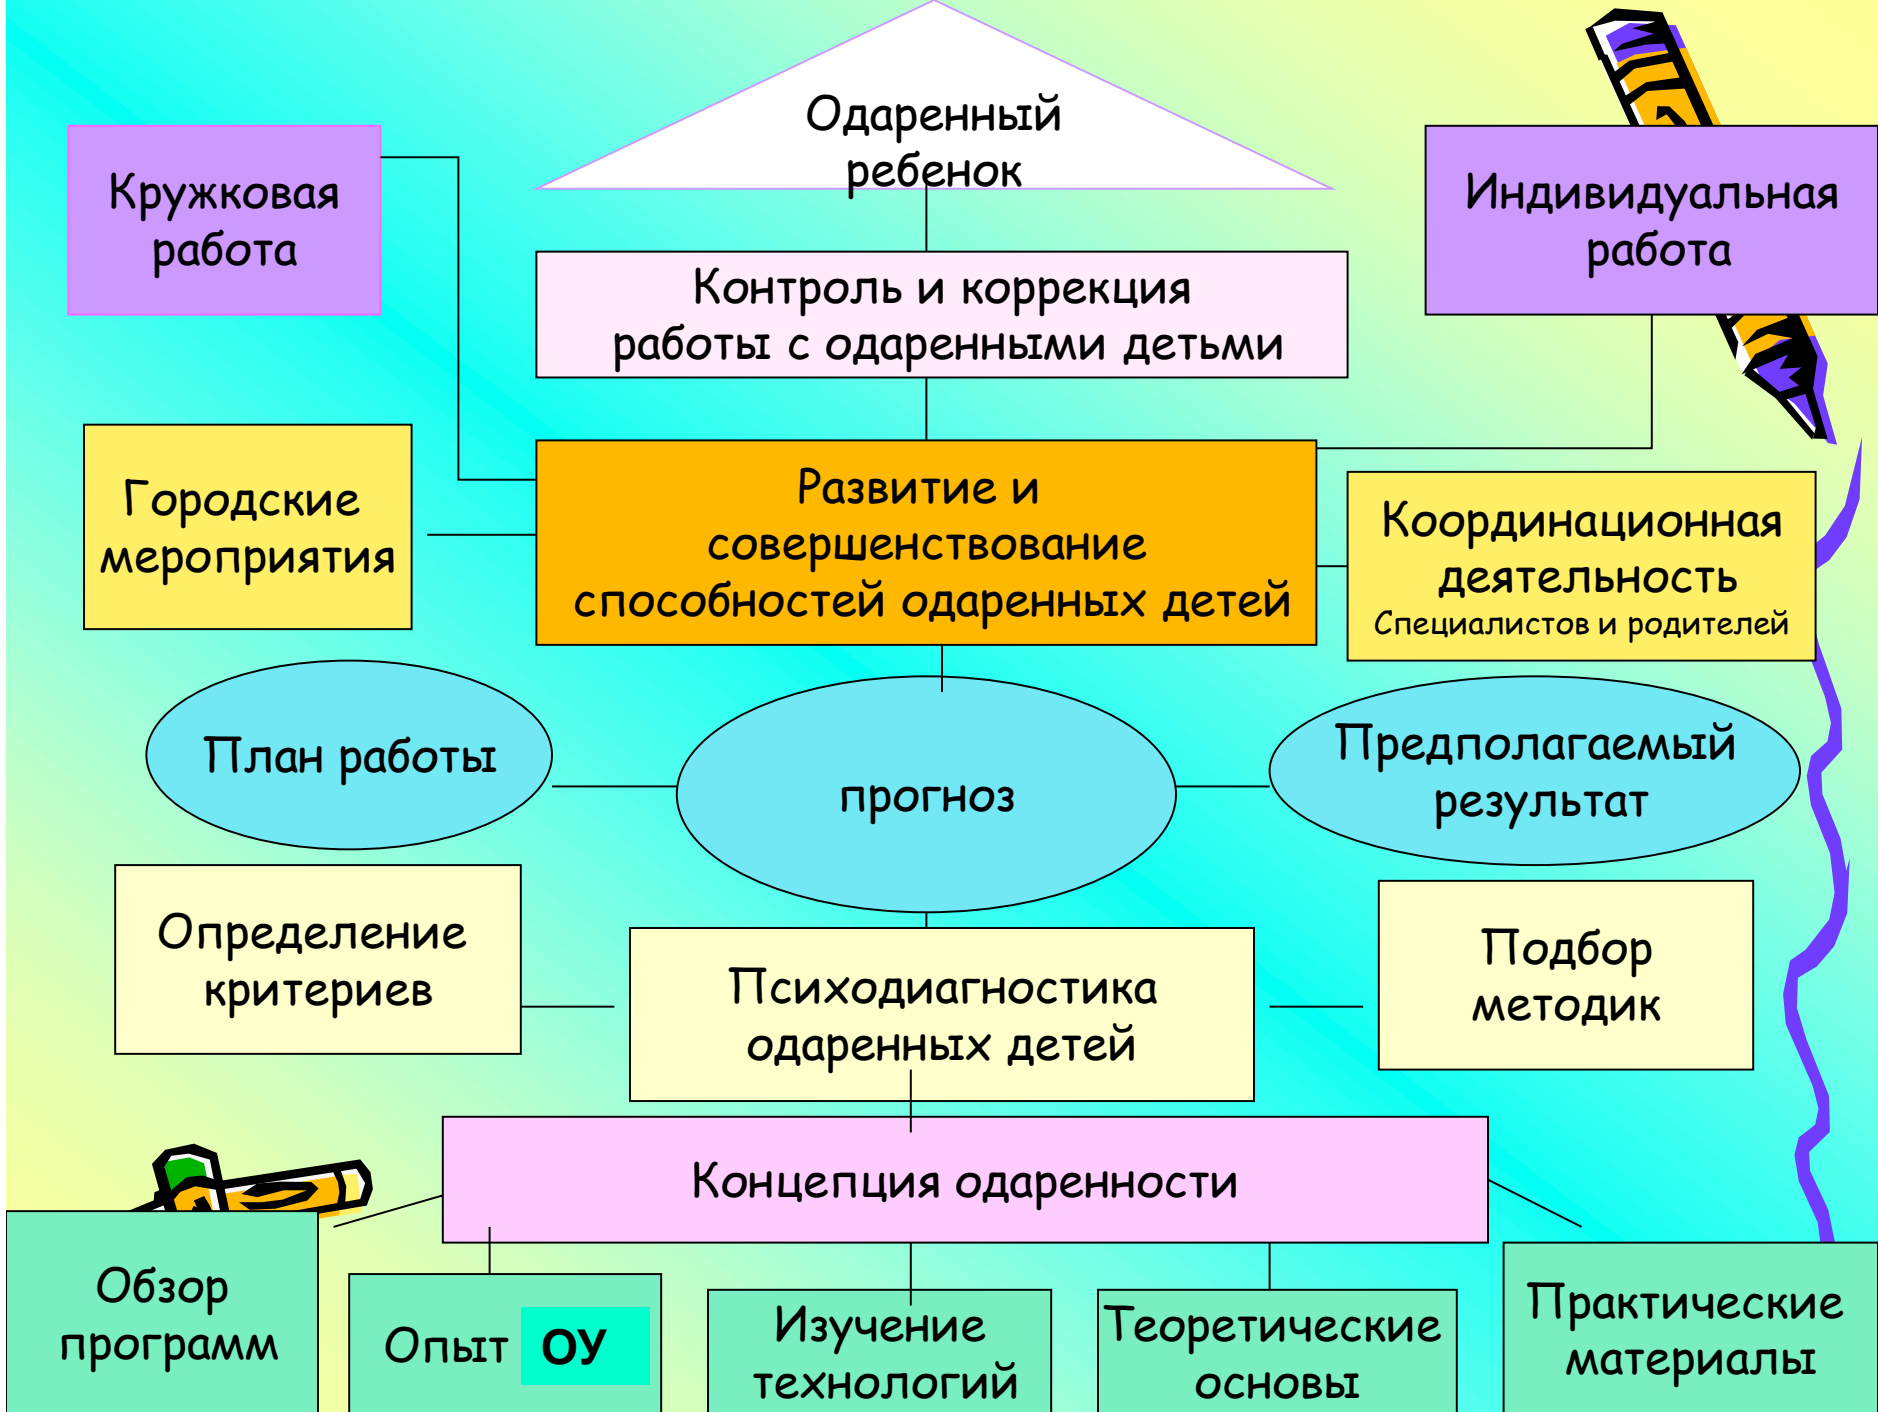 Одаренный
ребенок
Кружковая
работа
Индивидуальная
работа
Контроль и коррекция
работы с одаренными детьми
Городские
мероприятия
Развитие и
совершенствование
способностей одаренных детей
Координационная
деятельность
Специалистов и родителей
План работы
прогноз
Предполагаемый
результат
Определение
критериев
Психодиагностика
одаренных детей
Подбор
методик
Концепция одаренности
Обзор
программ
Опыт ОУ
Изучение
технологий
Теоретические
основы
Практические
материалы